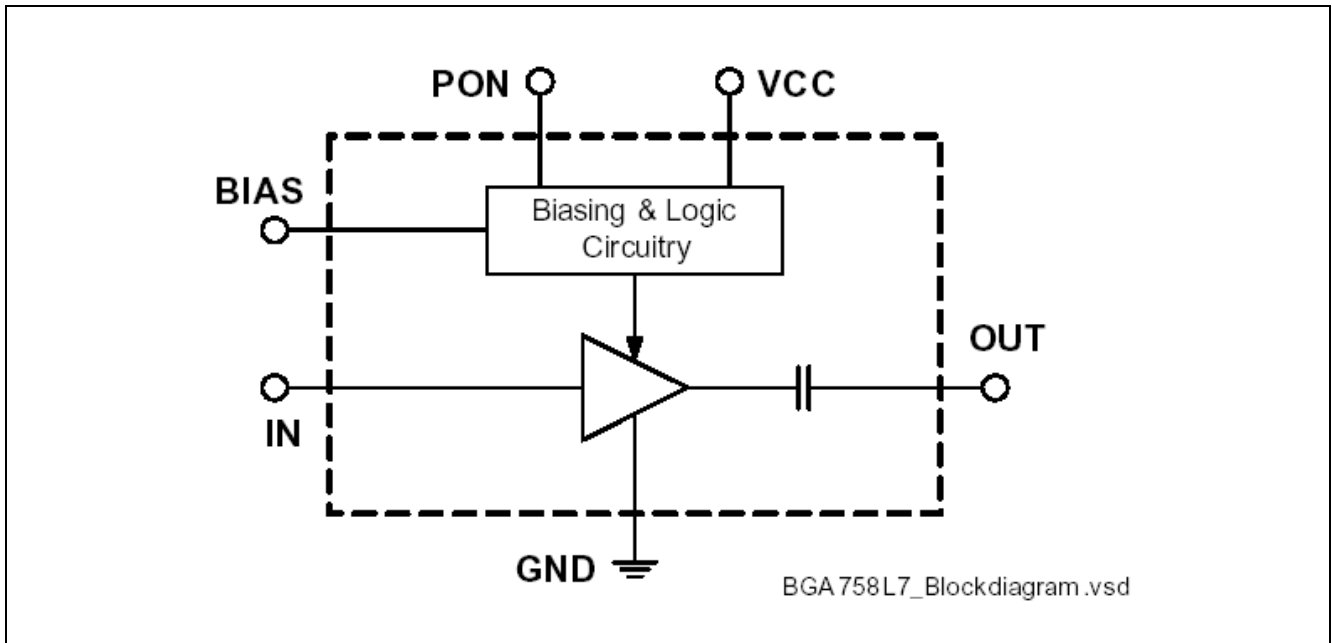 PON
VCC
BIAS
Biasing & Logic
Circuitry
OUT
IN
GND
BGA758L7_Blockdiagram.vsd